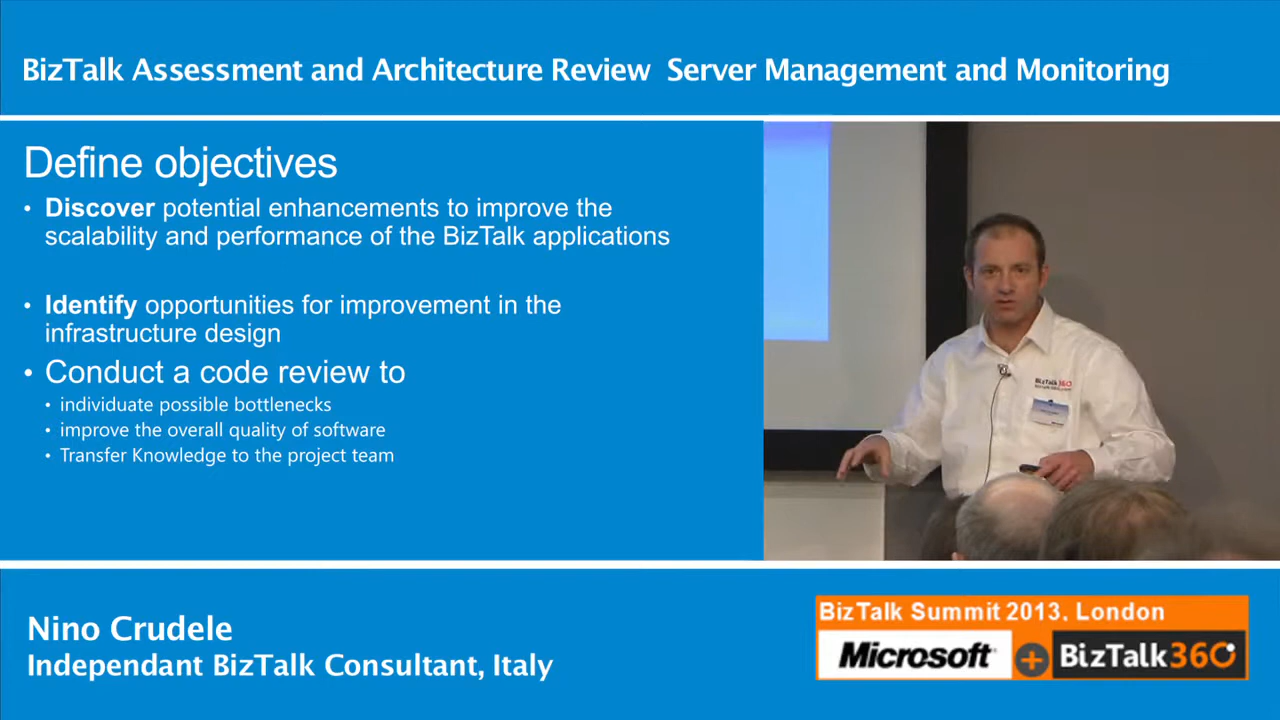 BizTalk Assessment and Architecture Review Server Management and Monitoring
Define objectives
• Discover potential enhancements to improve the
scalability and performance of the BizTalk applications
• Identify opportunities for improvement in the
infrastructure design
• Conduct a code review to
• individuate possible bottlenecks
• improve the overall quality of software
• Transfer Knowledge to the project team
BizTalk360
Nino Crudele
Independant BizTalk Consultant, Italy
BizTalk Summit 2013, London
Microsoft + BizTalk360